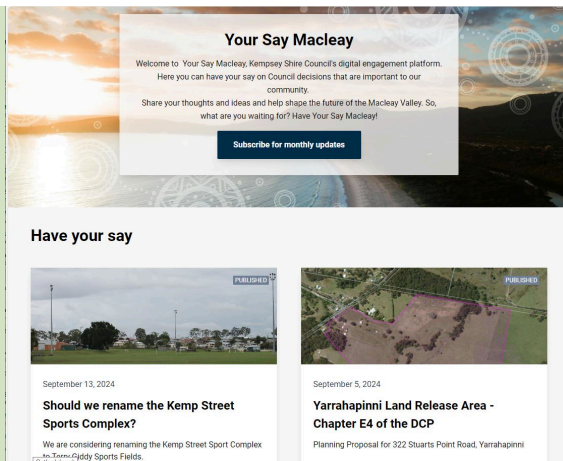 Your Say Macleay
Welcome to Your Say Macleay, Kempsey Shire Council's digital engagement platform.
Here you can have your say on Council decisions that are important to our
community.
Share your thoughts and ideas and help shape the future of the Macleay Valley. So,
what are you waiting for? Have Your Say Macleay!
Subscribe for monthly updates
Have your say
PUBLISHED
PUBLISHED
September 13, 2024
Should we rename the Kemp Street
Sports Complex?
We are considering renaming the Kemp Street Sport Complex
to Terry Giddy Sports Fields.
September 5, 2024
Yarrahapinni Land Release Area -
Chapter E4 of the DCP
Planning Proposal for 322 Stuarts Point Road, Yarrahapinni